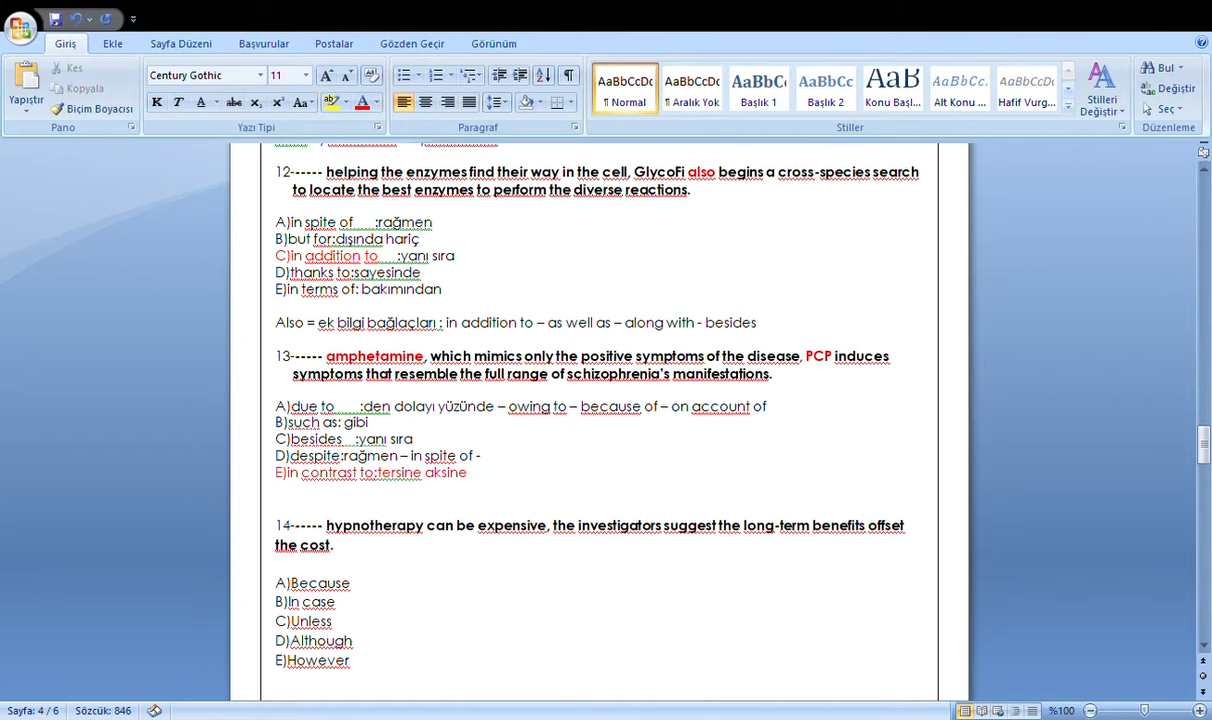 Giriş Ekle Sayfa Düzeni Başvurular Postalar Gözden Geçir Görünüm
Yapıştır
Kes
Kopyala
Biçim Boyacısı
Pano
Century Gothic 11
K T A abe x₂ x² Aa
Yazı Tipi
Paragraf
AaBbCcDc AaBbCcDc AaBbC AaBbCc AaB AaBbCc. AaBbCcDc
¶ Normal ¶ Aralık Yok Başlık 1 Başlık 2 Konu Başl... Alt Konu ... Hafif Vurg...
Stilleri Değiştir
Stiller
Bul
Değiştir
Seç
Düzenleme
12------ helping the enzymes find their way in the cell, GlycoFi also begins a cross-species search
to locate the best enzymes to perform the diverse reactions.
A)in spite of :rağmen
B)but for:dışında hariç
C)in addition to :yanı sıra
D)thanks to:sayesinde
E)in terms of: bakımından
Also = ek bilgi bağlaçları : in addition to – as well as – along with - besides
13------ amphetamine, which mimics only the positive symptoms of the disease, PCP induces
symptoms that resemble the full range of schizophrenia's manifestations.
A)due to :den dolayı yüzünde – owing to – because of – on account of
B)such as: gibi
C)besides :yanı sıra
D)despite:rağmen – in spite of -
E)in contrast to:tersine aksine
14------ hypnotherapy can be expensive, the investigators suggest the long-term benefits offset
the cost.
A)Because
B)In case
C)Unless
D)Although
E)However
Sayfa: 4 / 6 Sözcük: 846 %100